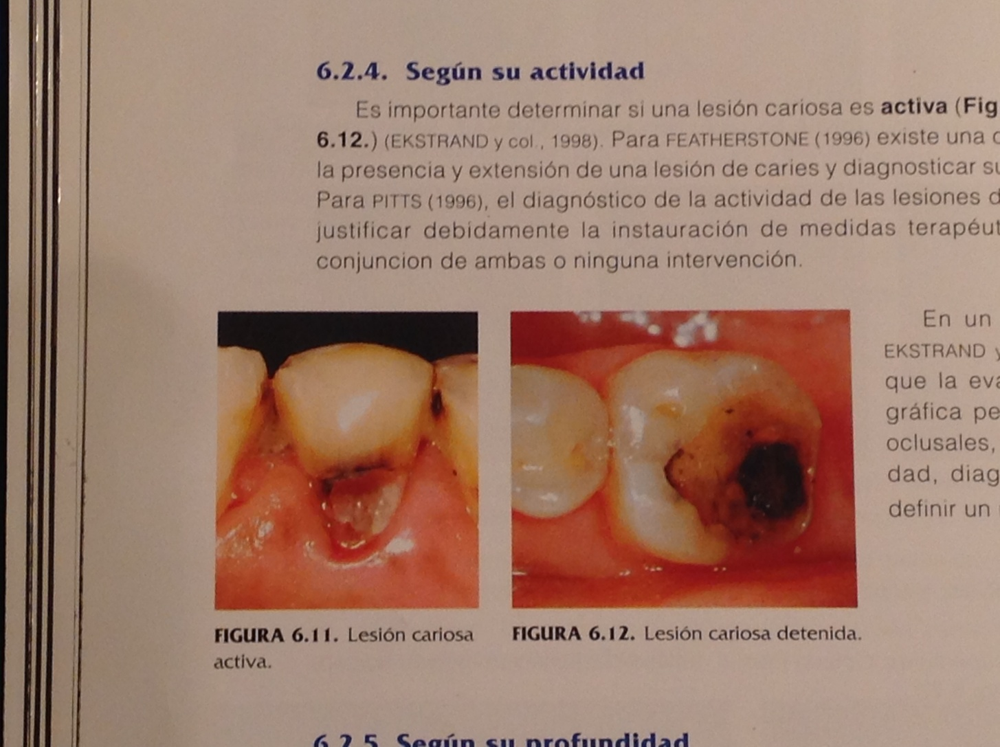 6.2.4. Según su actividad
Es importante determinar si una lesión cariosa es activa (Fig
6.12.) (EKSTRAND y col., 1998). Para FEATHERSTONE (1996) existe una
la presencia y extensión de una lesión de caries y diagnosticar su
Para PITTS (1996), el diagnóstico de la actividad de las lesiones d
justificar debidamente la instauración de medidas terapéut
conjuncion de ambas o ninguna intervención.
En un
EKSTRAND y
que la eva
gráfica pe
oclusales,
dad, diag
definir un
FIGURA 6.11. Lesión cariosa
activa.
FIGURA 6.12. Lesión cariosa detenida.
6.2.5. Según su profundidad